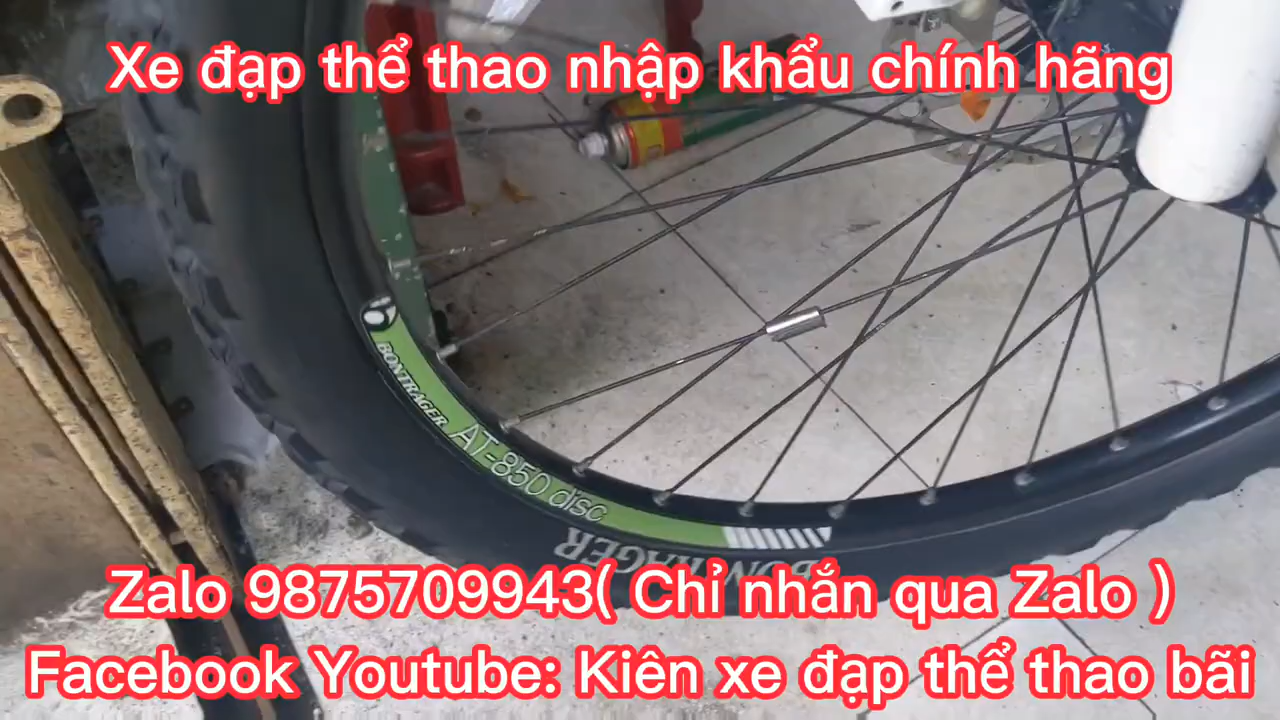 Xe đạp thể thao nhập khẩu chính hãng
b
BONTRAGER
AT-850 disc
BONTRAGER
Zalo 9875709943( Chỉ nhắn qua Zalo )
Facebook Youtube: Kiên xe đạp thể thao bãi